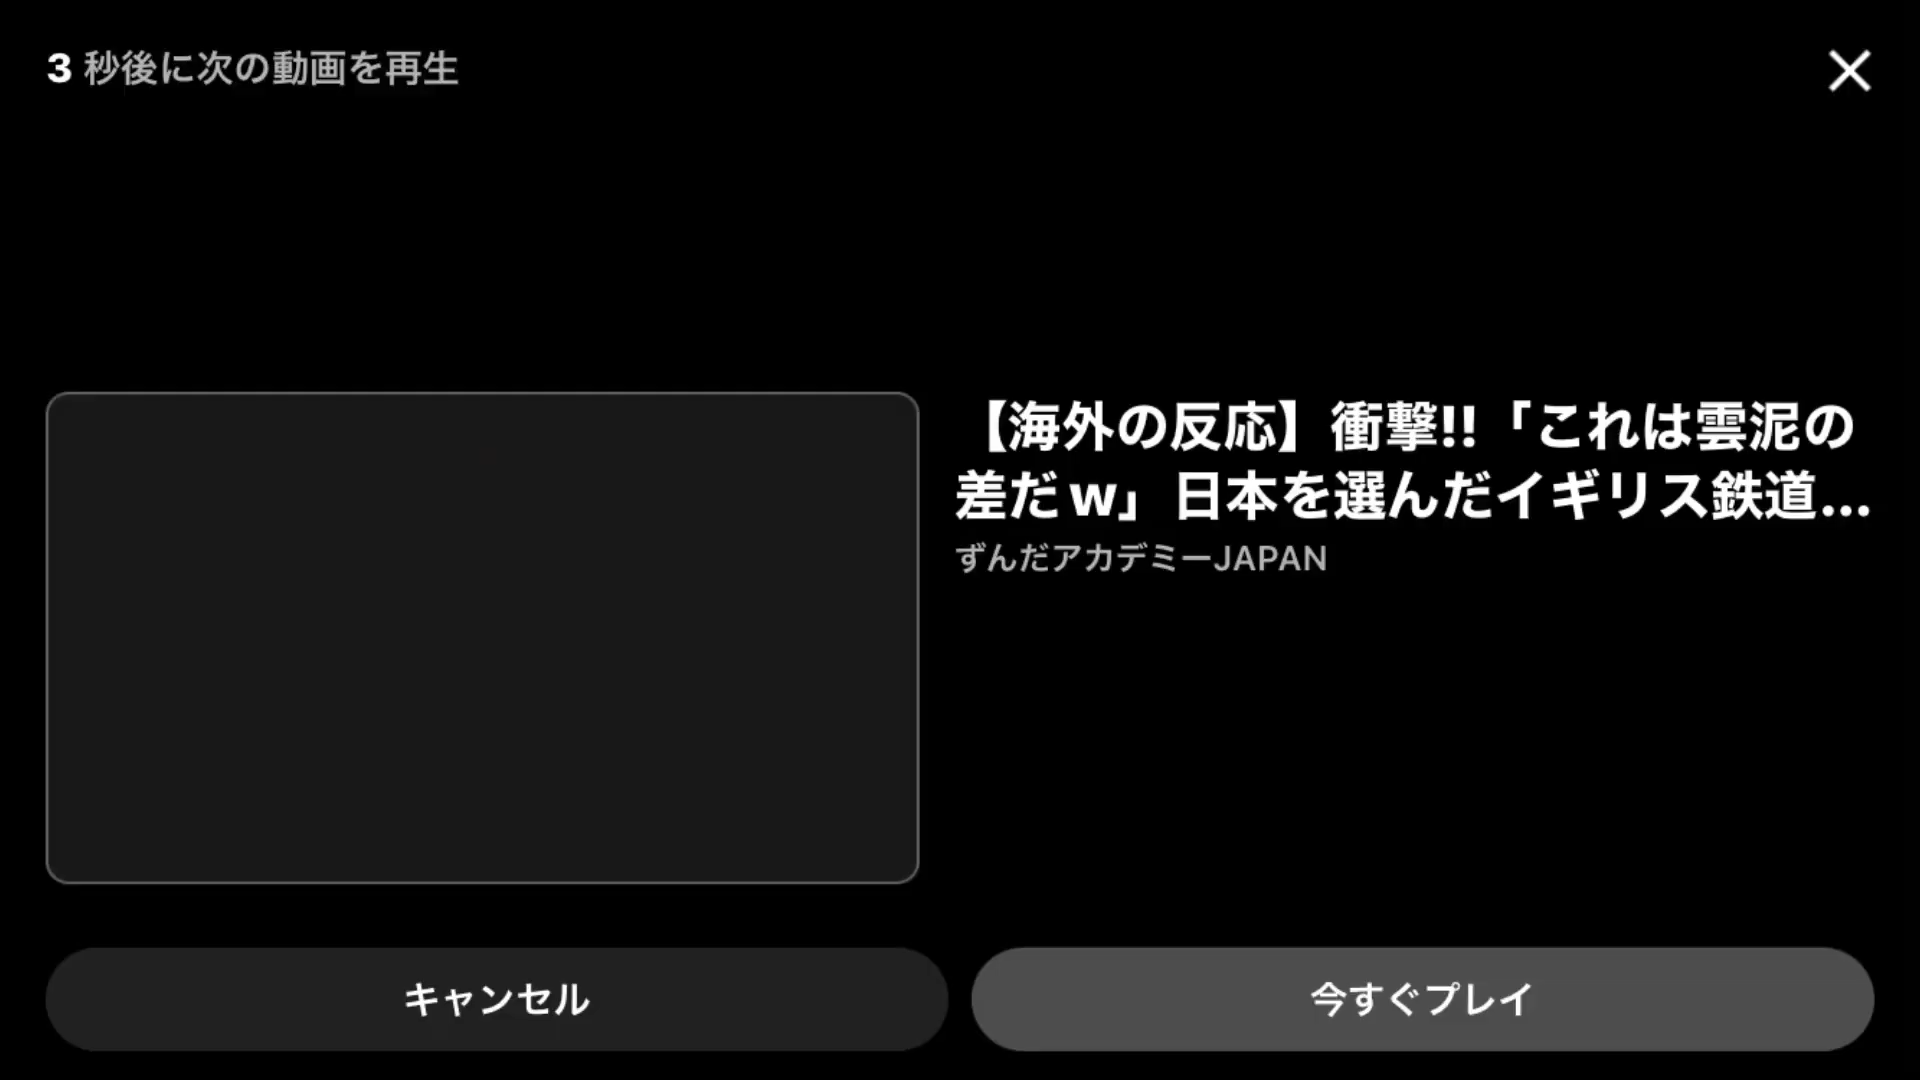 3 秒後に次の動画を再生
【海外の反応】衝撃!!「これは雲泥の
差だw」日本を選んだイギリス鉄道...
ずんだアカデミーJAPAN
キャンセル
今すぐプレイ